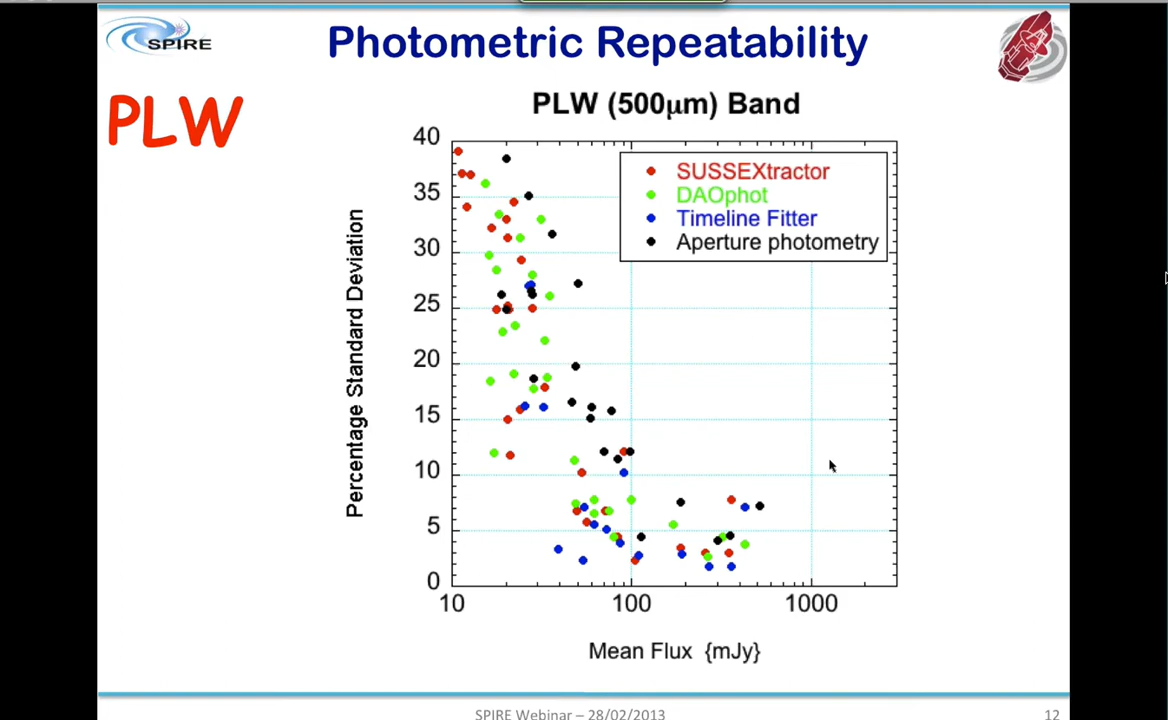 SPIRE
Photometric Repeatability
PLW
PLW (500μm) Band
40
35
30
25
20
15
10
5
0
Percentage Standard Deviation
SUSSEXtractor
DAOphot
Timeline Fitter
Aperture photometry
10
100
1000
Mean Flux {mJy}
SPIRE Webinar – 28/02/2013
12